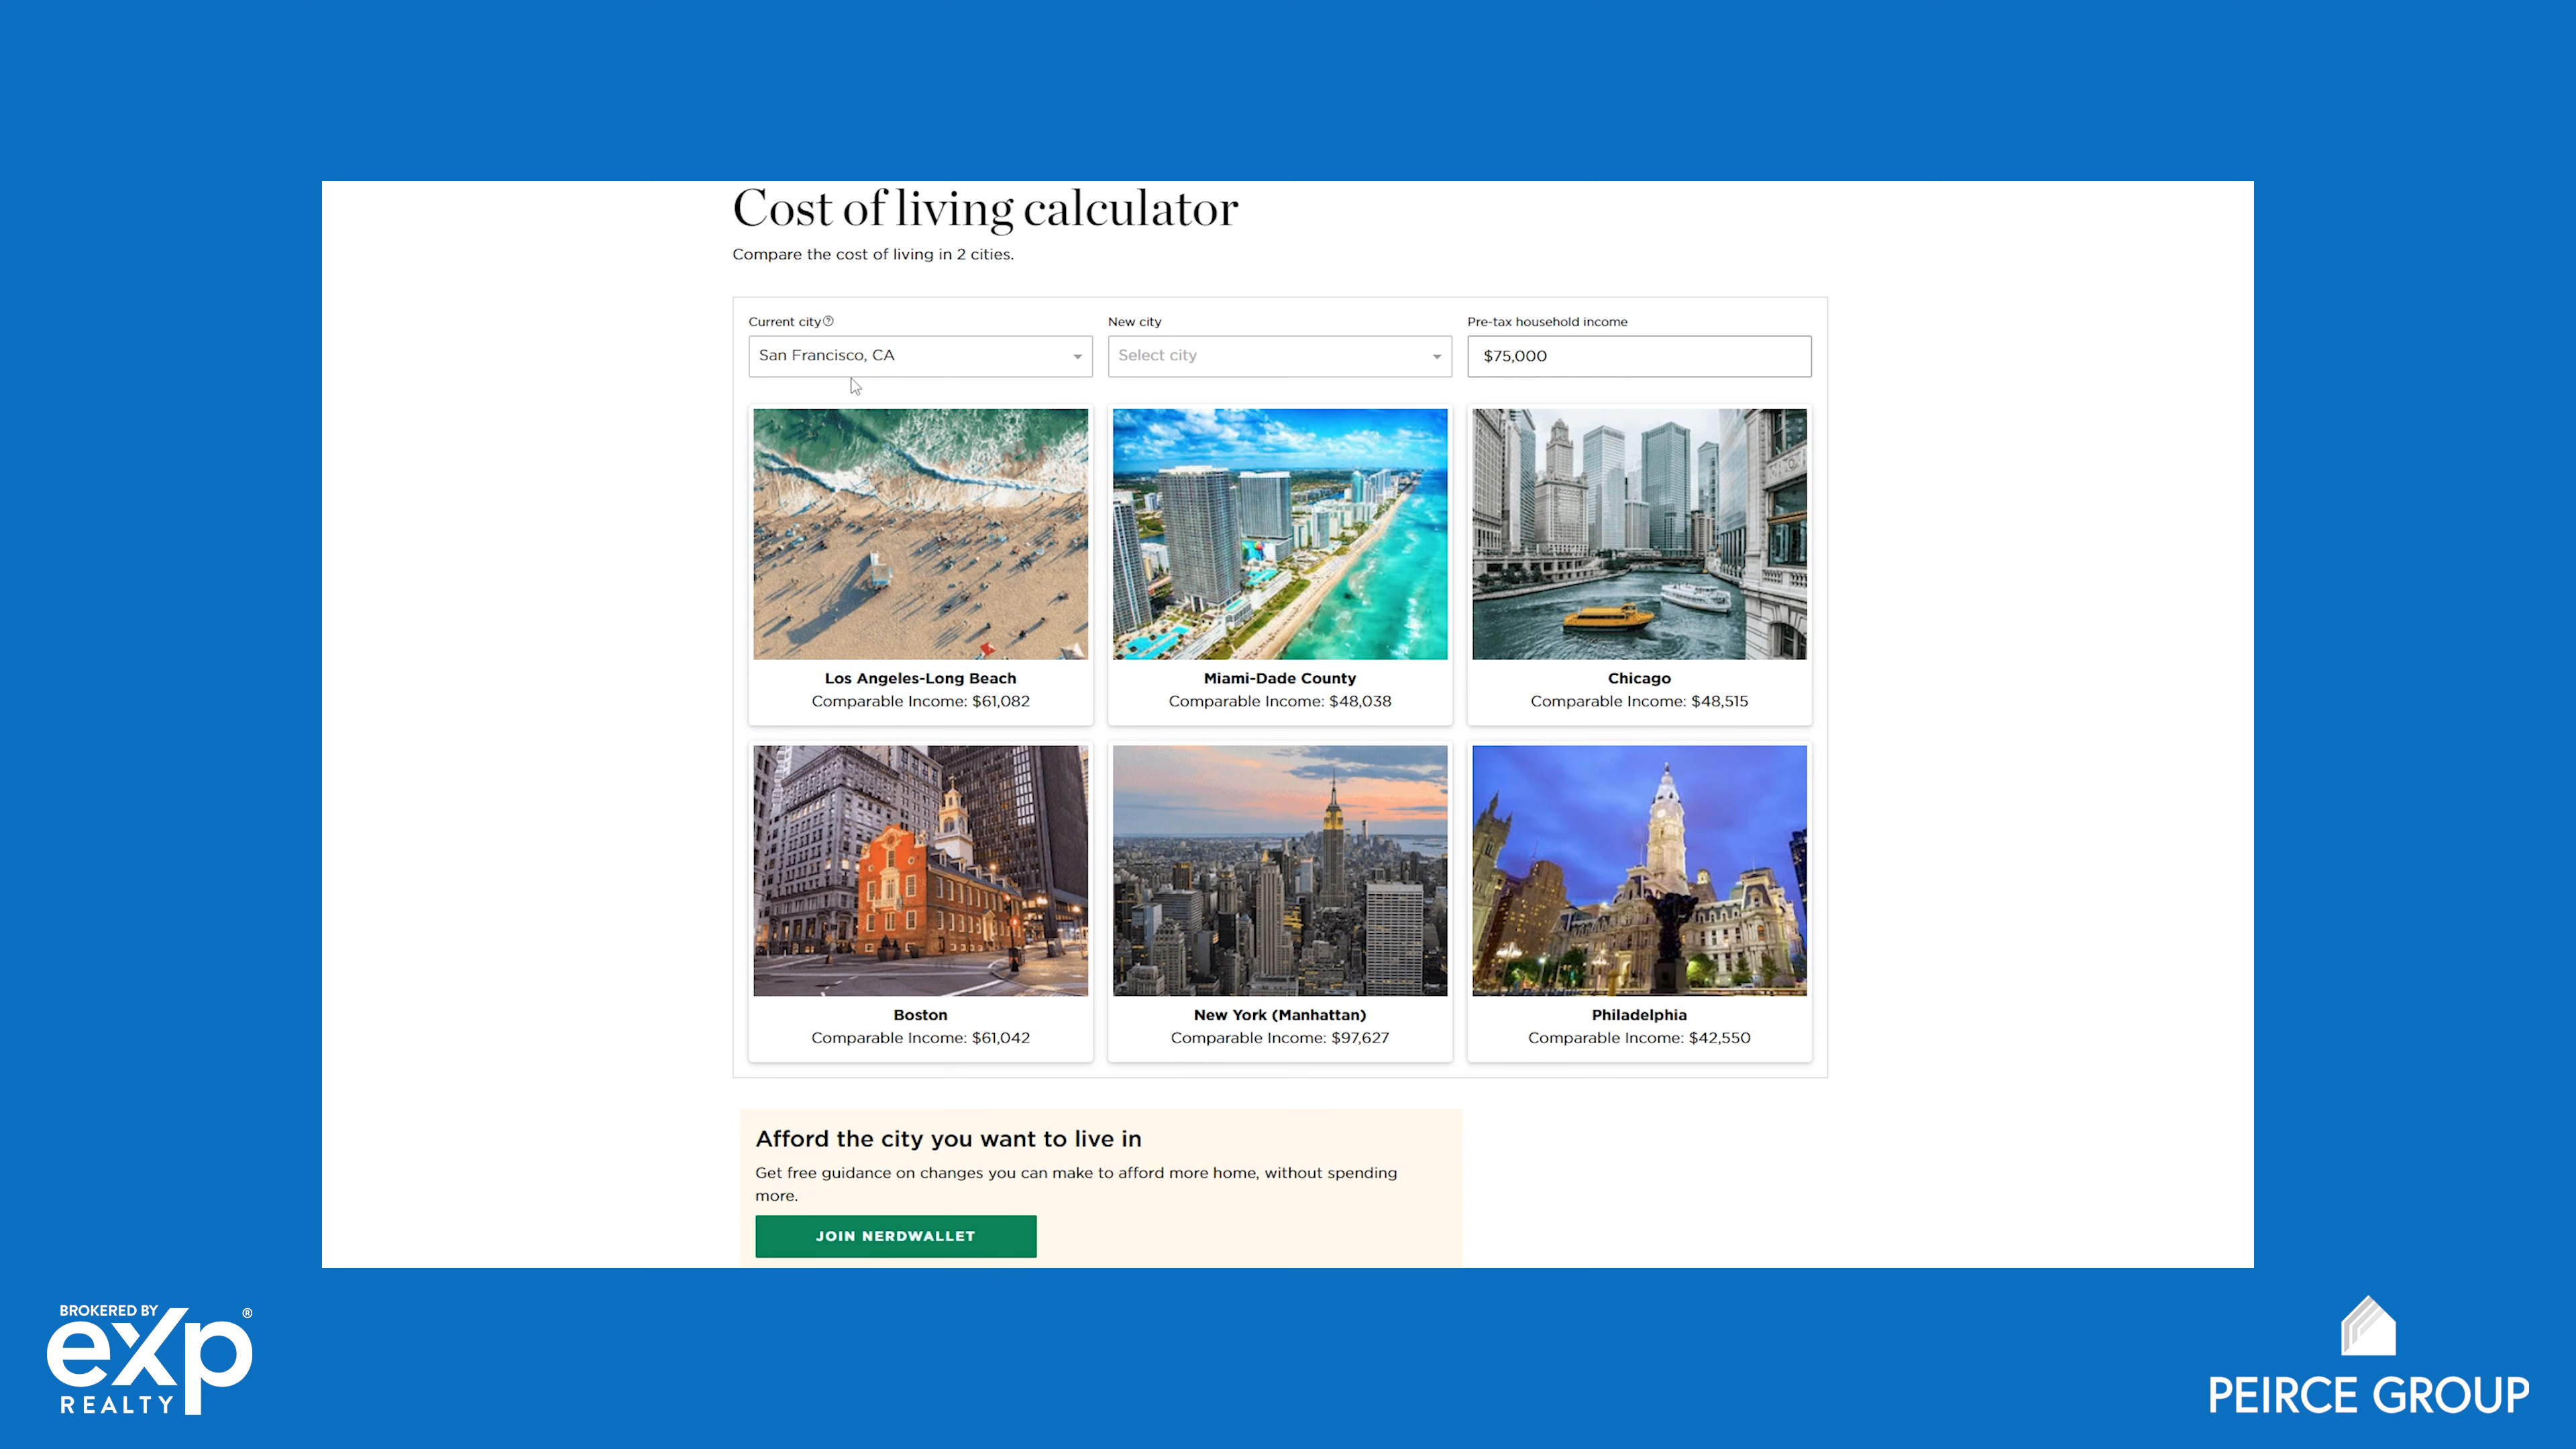 Cost of living calculator
Compare the cost of living in 2 cities.
Current city
New city
Pre-tax household income
San Francisco, CA
Select city
$75,000
Los Angeles-Long Beach
Comparable Income: $61,082
Miami-Dade County
Comparable Income: $48,038
Chicago
Comparable Income: $48,515
Boston
Comparable Income: $61,042
New York (Manhattan)
Comparable Income: $97,627
Philadelphia
Comparable Income: $42,550
Afford the city you want to live in
Get free guidance on changes you can make to afford more home, without spending
more.
JOIN NERDWALLET
BROKERED BY
eXp®
REALTY
PEIRCE GROUP